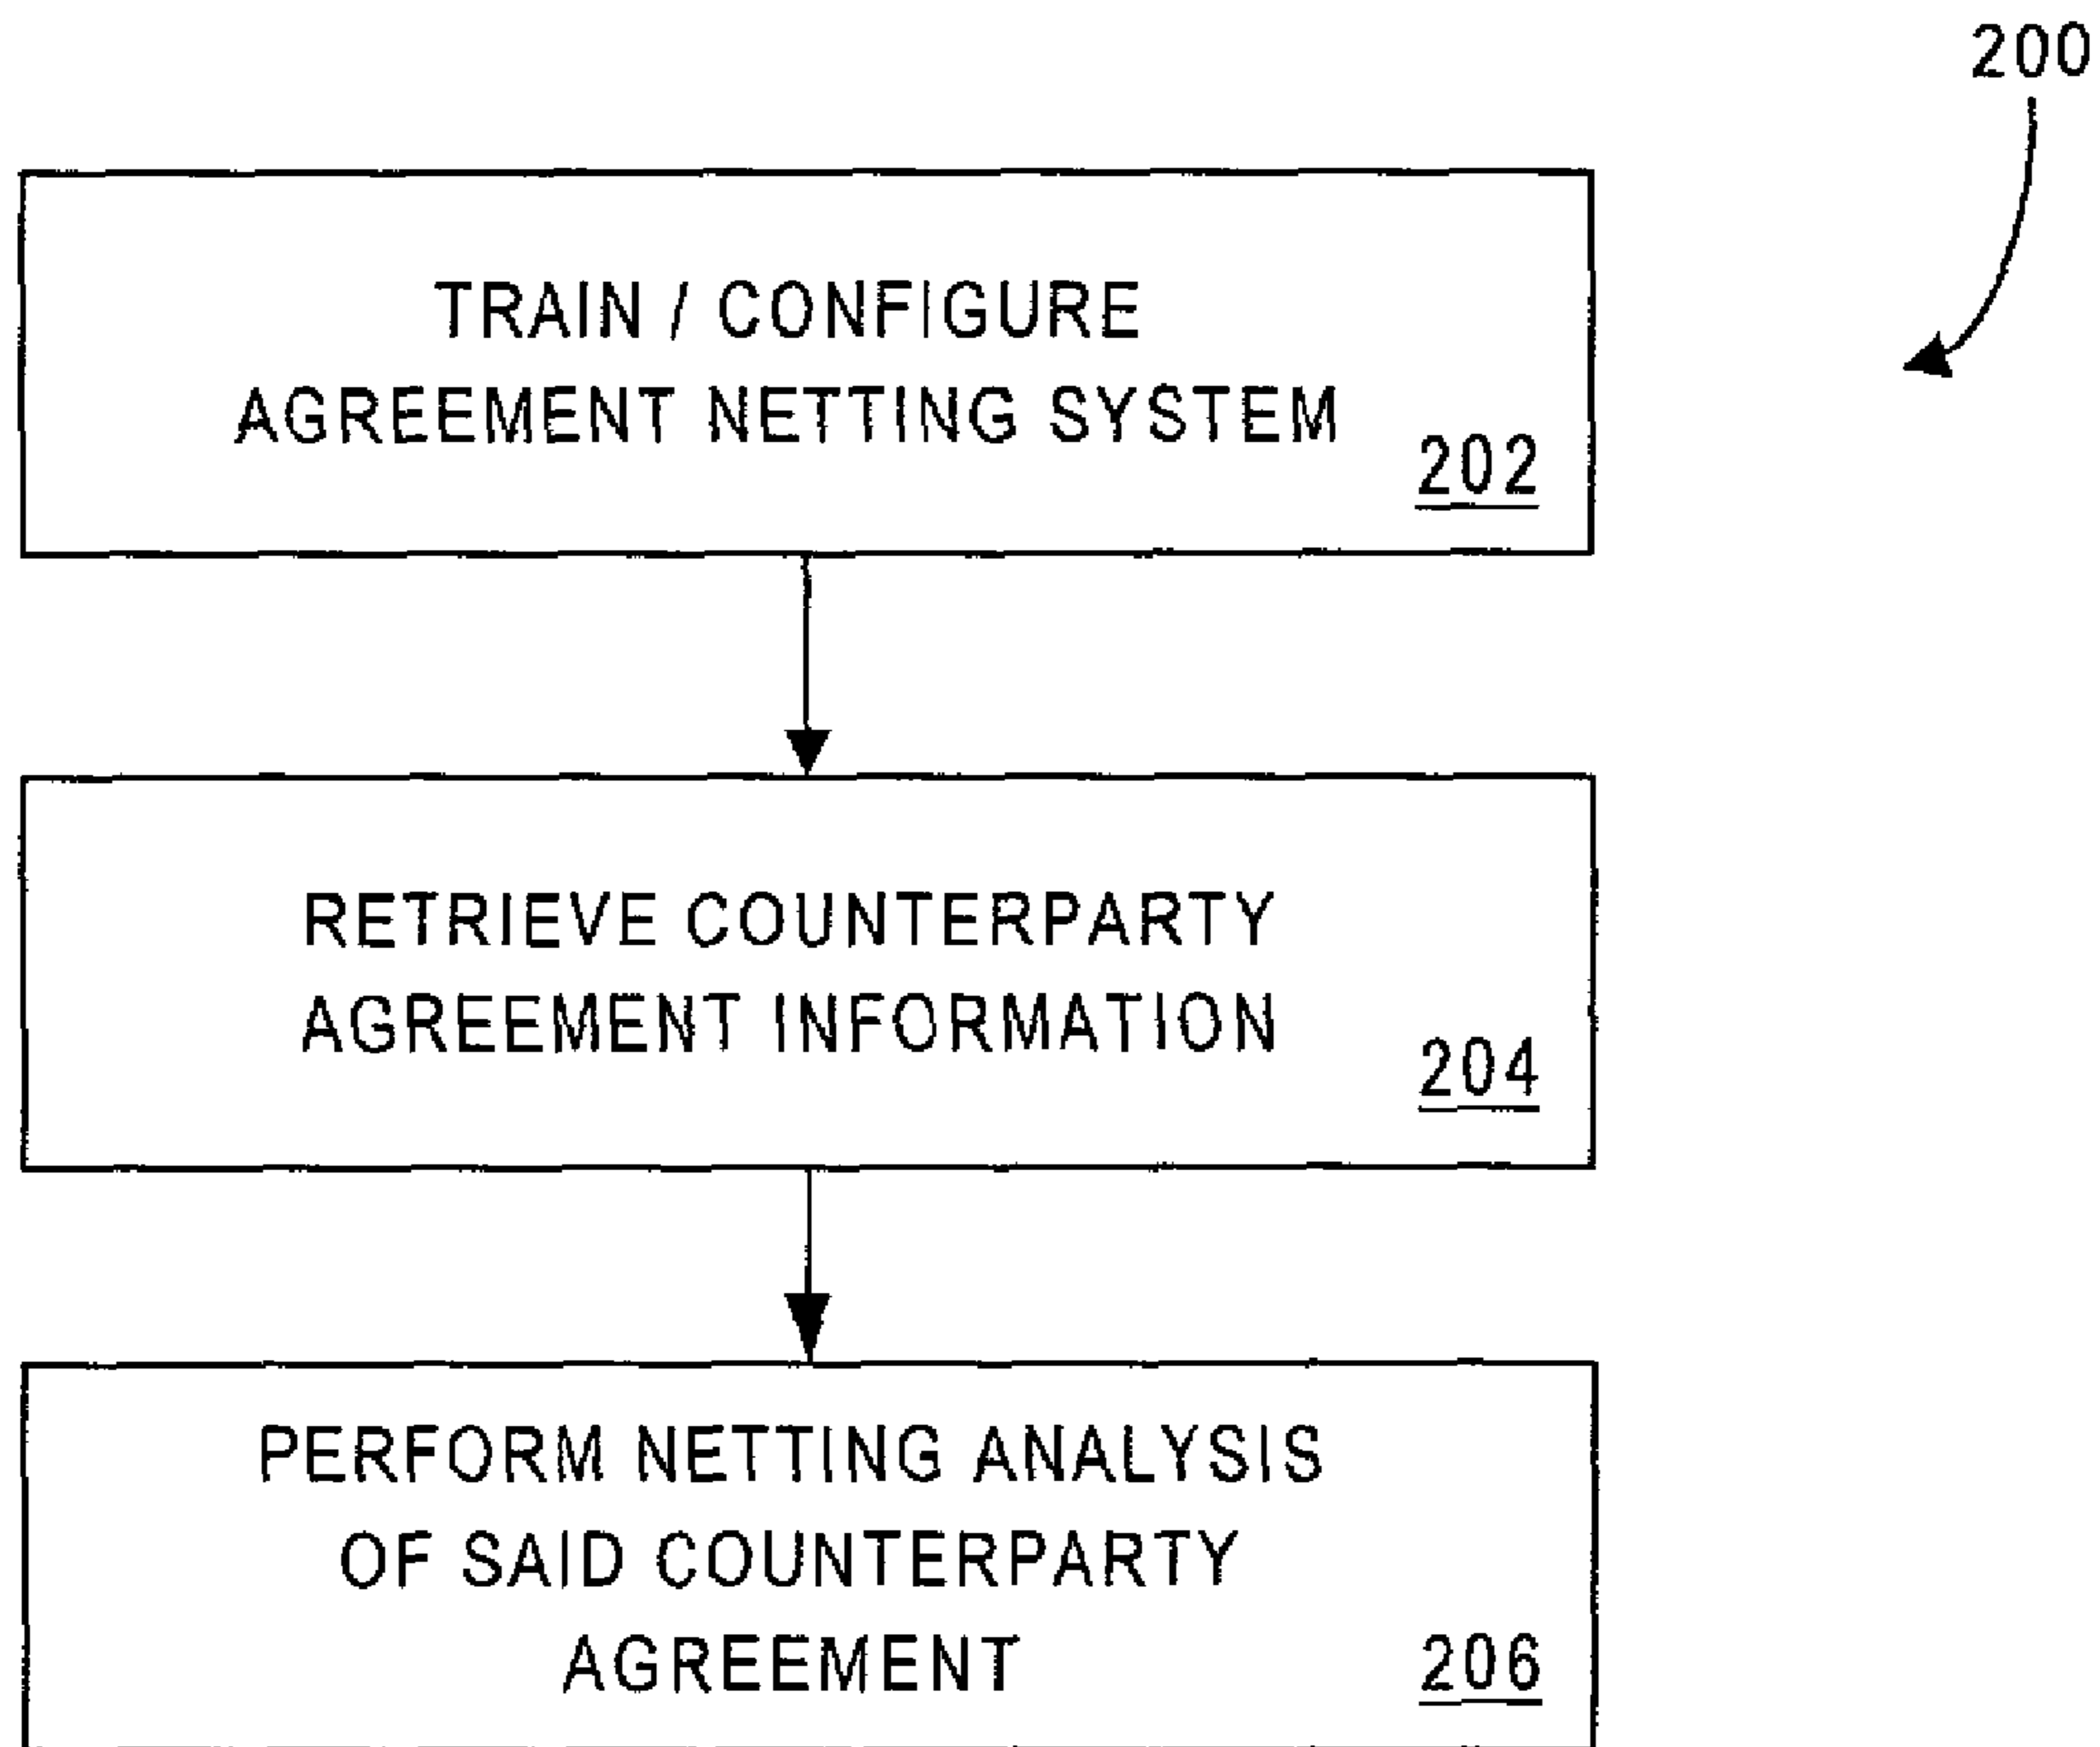 200
TRAIN / CONFIGURE
AGREEMENT NETTING SYSTEM
202
RETRIEVE COUNTERPARTY
AGREEMENT INFORMATION
204
PERFORM NETTING ANALYSIS
OF SAID COUNTERPARTY
AGREEMENT
206